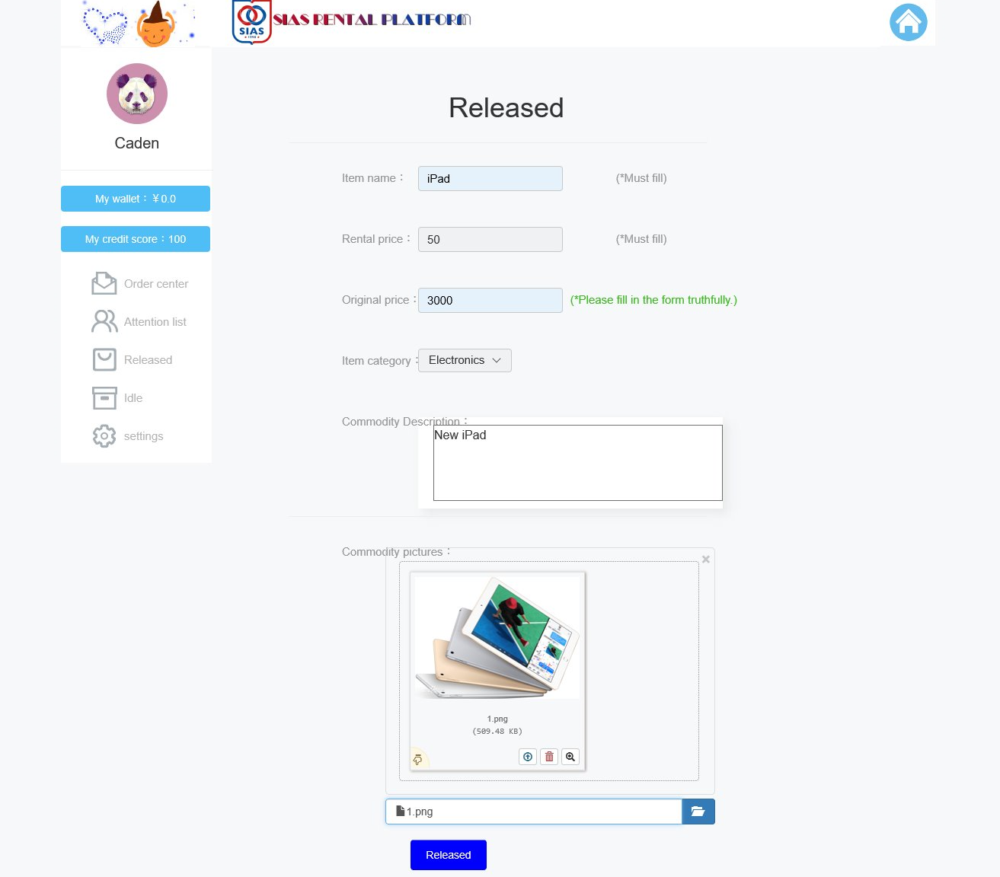 SIAS RENTAL PLATFORM
SIAS
1998
Caden
My wallet：¥0.0
My credit score：100
Order center
Attention list
Released
Idle
settings
Released
Item name： iPad (*Must fill)
Rental price： 50 (*Must fill)
Original price： 3000 (*Please fill in the form truthfully.)
Item category： Electronics
Commodity Description：
New iPad
Commodity pictures：
1.png
(509.48 KB)
1.png
Released